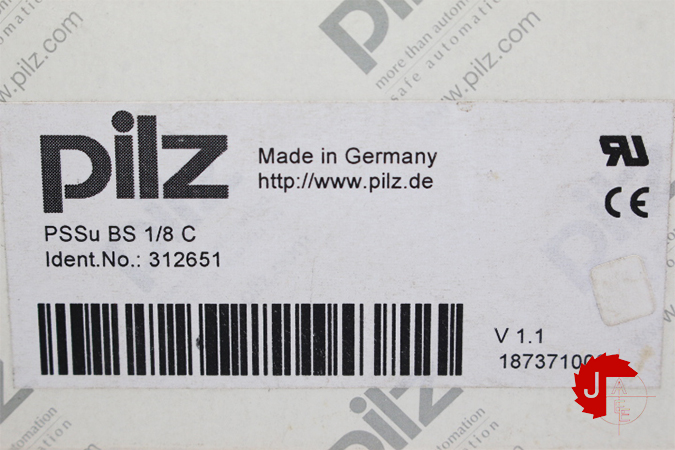 www.pilz.com
pilz
more than automation
safe automation
www.pilz.com
pilz
Made in Germany
http://www.pilz.de
PSSu BS 1/8 C
Ident.No.: 312651
V 1.1
pilz
J